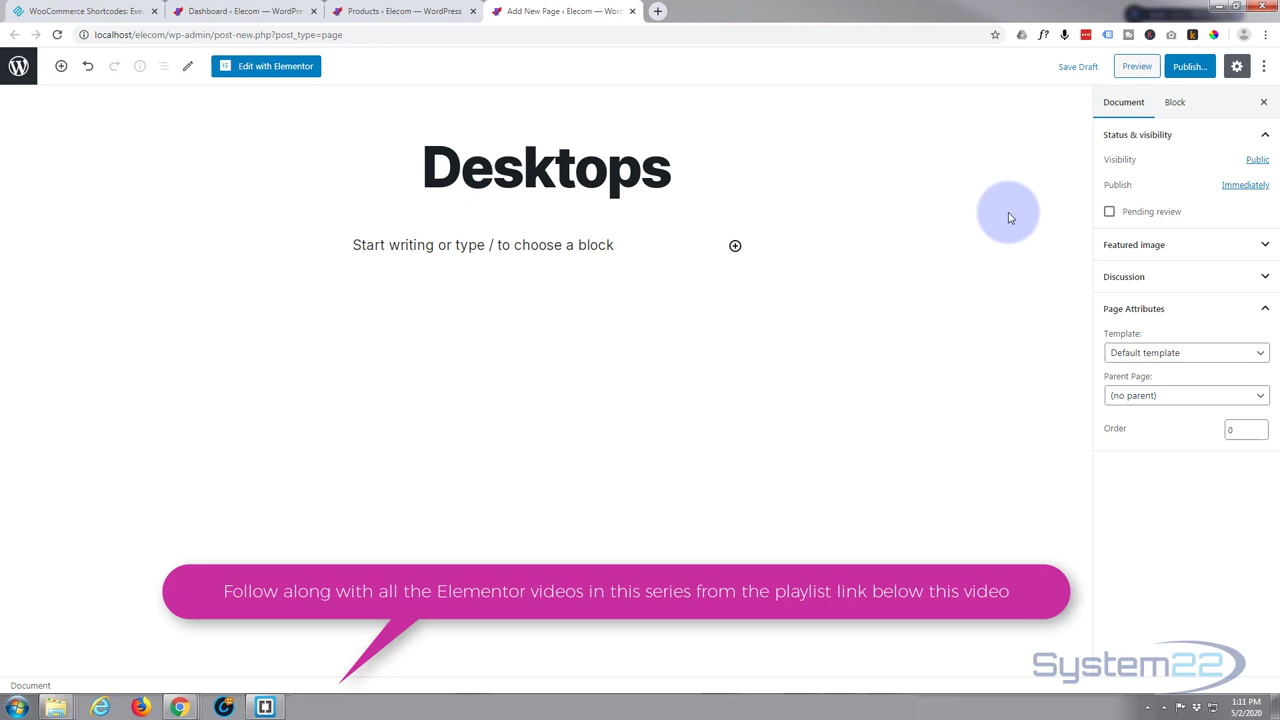 WooCommerce Shortcodes: Ever
Dashboard ‹ Elecom — WordPre
Products ‹ Elecom — WordPress
Add New Page ‹ Elecom — Word
localhost/elecom/wp-admin/post-new.php?post_type=page
Edit with Elementor
Save Draft
Preview
Publish...
Document
Block
Status & visibility
Visibility
Public
Publish
Immediately
Pending review
Featured image
Discussion
Page Attributes
Template:
Default template
Parent Page:
(no parent)
Order
0
Desktops
Start writing or type / to choose a block
Follow along with all the Elementor videos in this series from the playlist link below this video
System22
Document
1:11 PM
5/2/2020